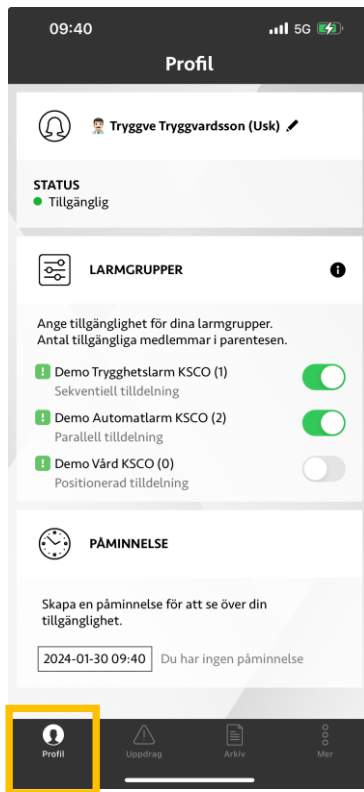 09:40
5G
Profil
Tryggve Tryggvardsson (Usk)
STATUS
Tillgänglig
LARMGRUPPER
Ange tillgänglighet för dina larmgrupper.
Antal tillgängliga medlemmar i parentesen.
Demo Trygghetslarm KSCO (1)
Sekventiell tilldelning
Demo Automatlarm KSCO (2)
Parallell tilldelning
Demo Vård KSCO (0)
Positionerad tilldelning
PÅMINNELSE
Skapa en påminnelse för att se över din
tillgänglighet.
2024-01-30 09:40 Du har ingen påminnelse
Profil Uppdrag Arkiv Mer